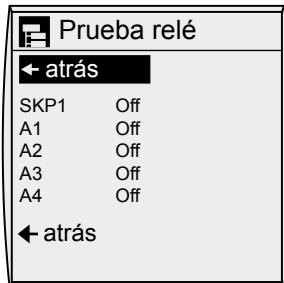 Prueba relé
← atrás
SKP1 Off
A1 Off
A2 Off
A3 Off
A4 Off
← atrás